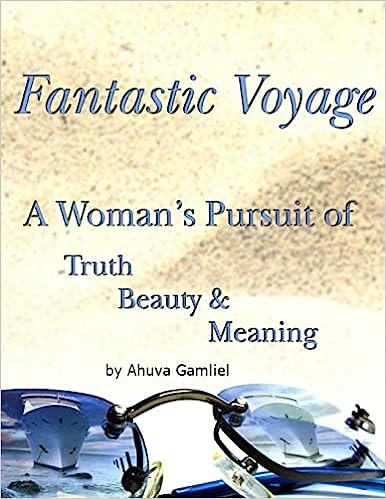 Fantastic Voyage
A Woman's Pursuit of
Truth
Beauty &
Meaning
by Ahuva Gamliel